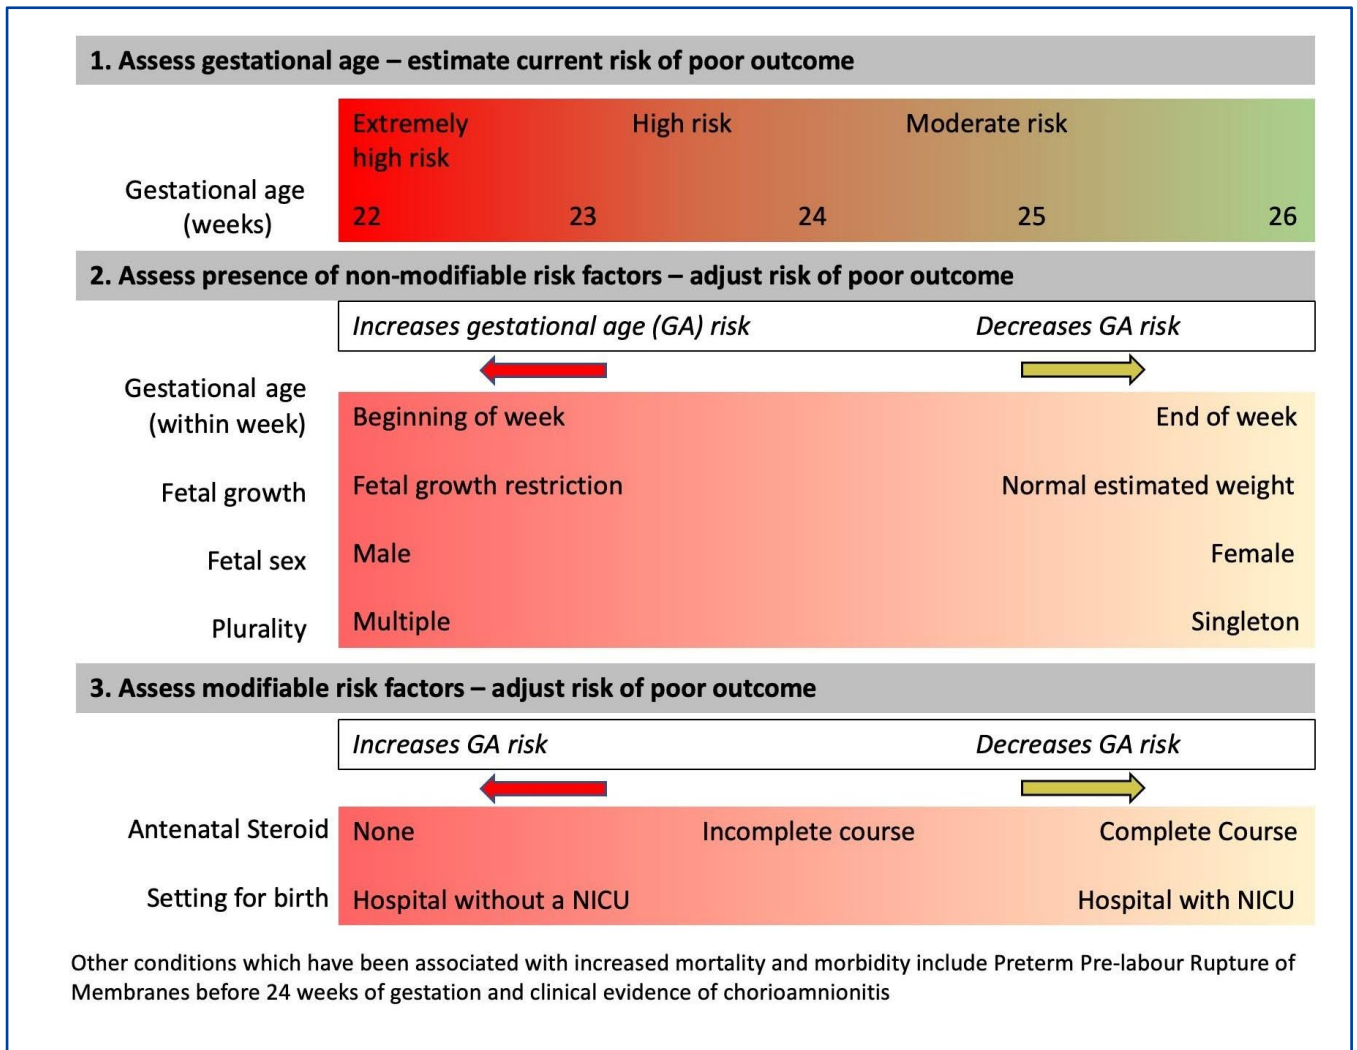 1. Assess gestational age – estimate current risk of poor outcome
Extremely
high risk
High risk
Moderate risk
Gestational age
(weeks)
22
23
24
25
26
2. Assess presence of non-modifiable risk factors – adjust risk of poor outcome
Increases gestational age (GA) risk
Decreases GA risk
Gestational age
(within week)
Beginning of week
End of week
Fetal growth
Fetal growth restriction
Normal estimated weight
Fetal sex
Male
Female
Plurality
Multiple
Singleton
3. Assess modifiable risk factors – adjust risk of poor outcome
Increases GA risk
Decreases GA risk
Antenatal Steroid
None
Incomplete course
Complete Course
Setting for birth
Hospital without a NICU
Hospital with NICU
Other conditions which have been associated with increased mortality and morbidity include Preterm Pre-labour Rupture of
Membranes before 24 weeks of gestation and clinical evidence of chorioamnionitis